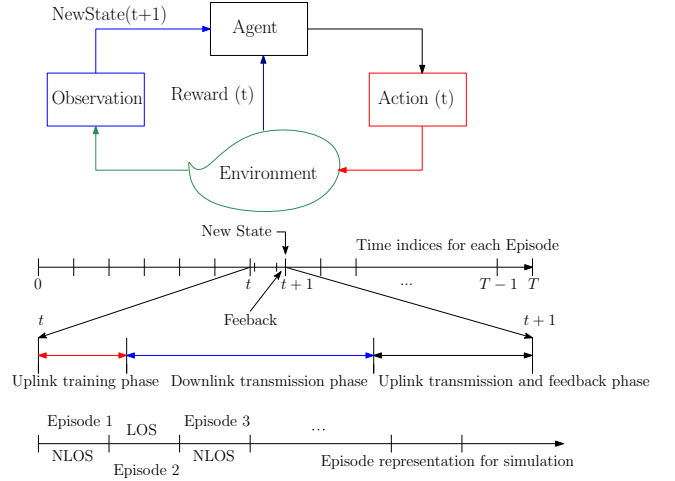 NewState(t+1)
Agent
Observation
Reward (t)
Action (t)
Environment
New State
Time indices for each Episode
0
t
t + 1
...
T − 1
T
Feeback
t
t + 1
Uplink training phase
Downlink transmission phase
Uplink transmission and feedback phase
Episode 1
LOS
Episode 3
...
NLOS
Episode 2
NLOS
Episode representation for simulation